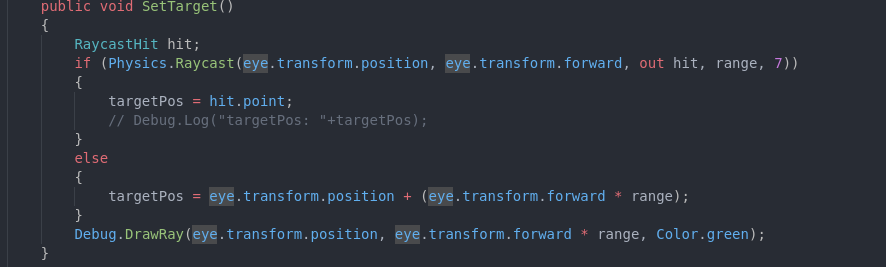 public void SetTarget()
{
RaycastHit hit;
if (Physics.Raycast(eye.transform.position, eye.transform.forward, out hit, range, 7))
{
targetPos = hit.point;
// Debug.Log("targetPos: "+targetPos);
}
else
{
targetPos = eye.transform.position + (eye.transform.forward * range);
}
Debug.DrawRay(eye.transform.position, eye.transform.forward * range, Color.green);
}